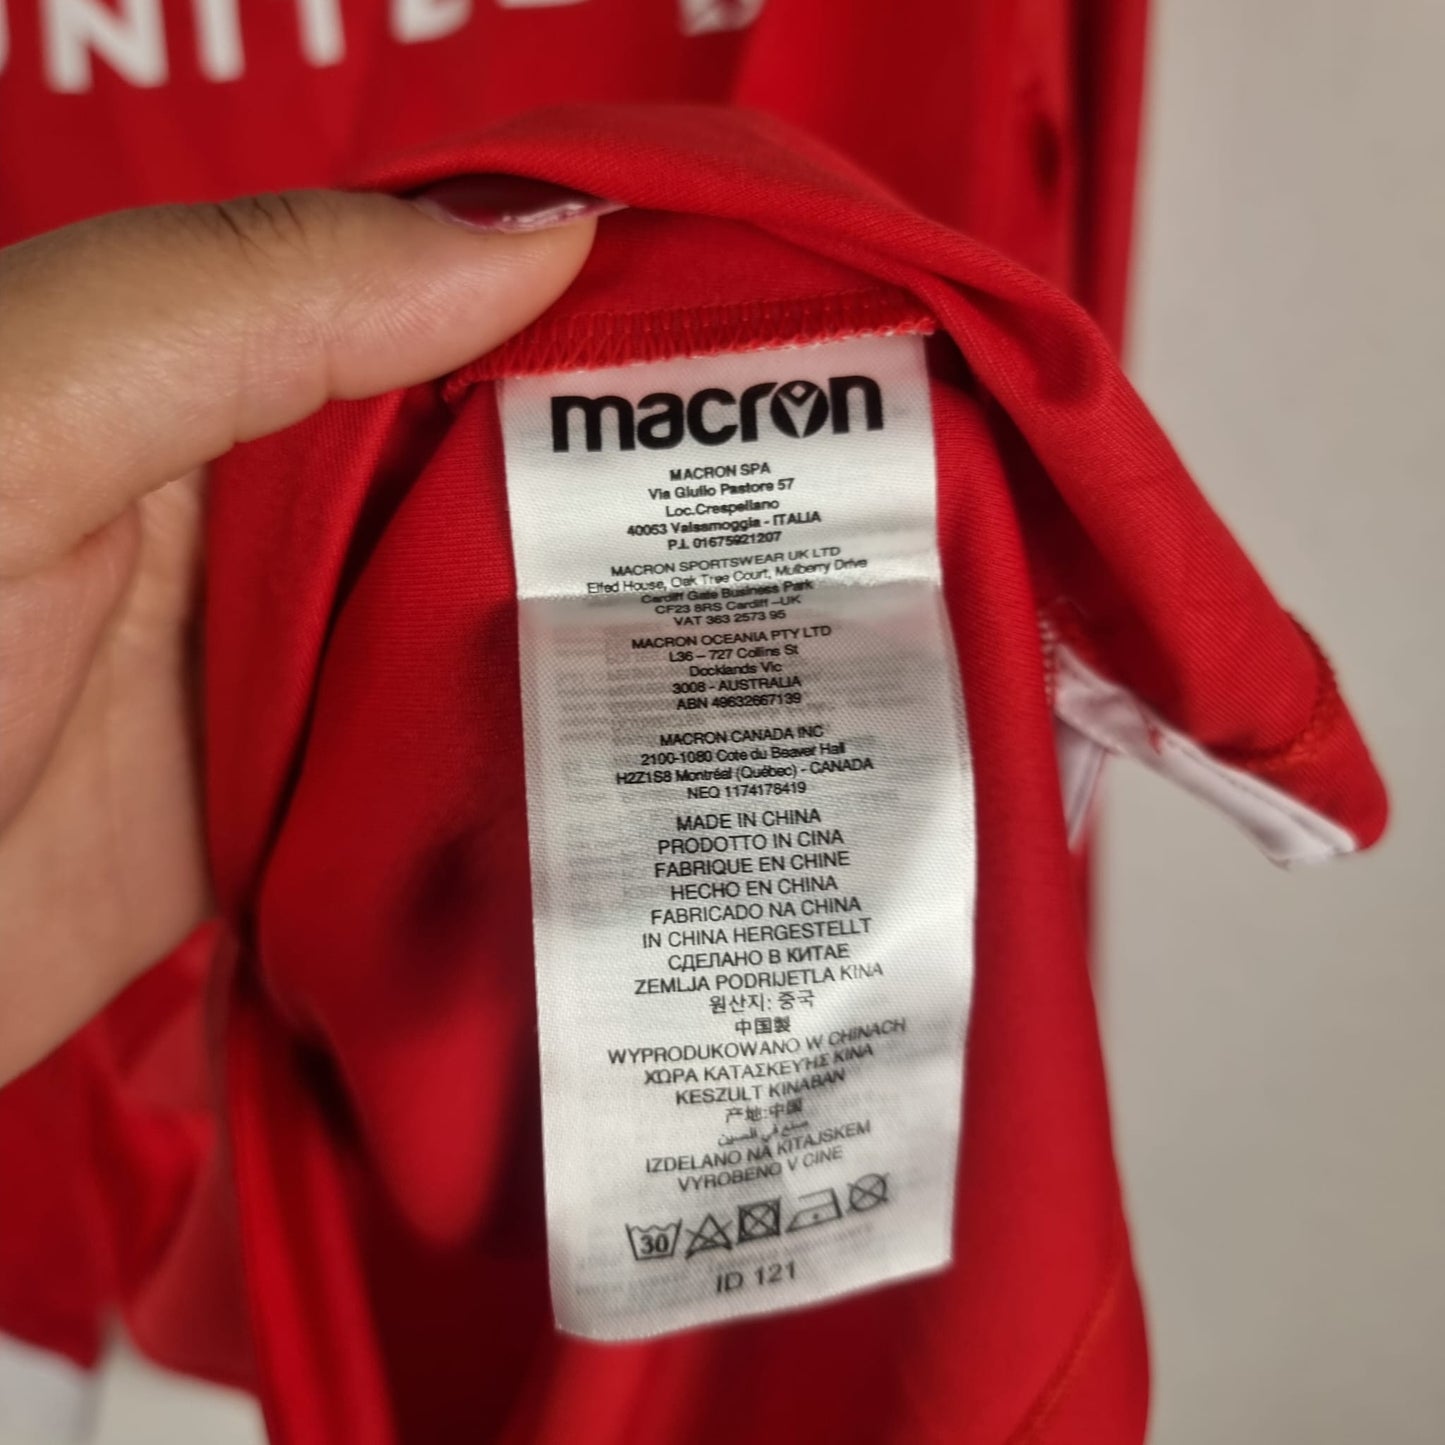 UNITED
macron
MACRON SPA
Via Giulio Pastore 57
Loc.Crespellano
40053 Valsamoggia - ITALIA
P.I. 01675921207
MACRON SPORTSWEAR UK LTD
Elfed House, Oak Tree Court, Mulberry Drive
Cardiff Gate Business Park
CF23 8RS Cardiff –UK
VAT 363 2573 95
MACRON OCEANIA PTY LTD
L36 – 727 Collins St
Docklands Vic
3008 - AUSTRALIA
ABN 49632667139
MACRON CANADA INC
2100-1080 Cote du Beaver Hall
H2Z1S8 Montréal (Québec) - CANADA
NEQ 1174178419
MADE IN CHINA
PRODOTTO IN CINA
FABRIQUE EN CHINE
HECHO EN CHINA
FABRICADO NA CHINA
IN CHINA HERGESTELLT
СДЕЛАНО В КИТАЕ
ZEMLJA PODRIJETLA KINA
원산지: 중국
中国製
WYPRODUKOWANO W CHINACH
ΧΩΡΑ ΚΑΤΑΣΚΕΥΗΣ ΚΙΝΑ
KESZULT KINABAN
产地:中国
صنع في الصين
IZDELANO NA KITAJSKEM
VYROBENO V CINE
30
ID 121